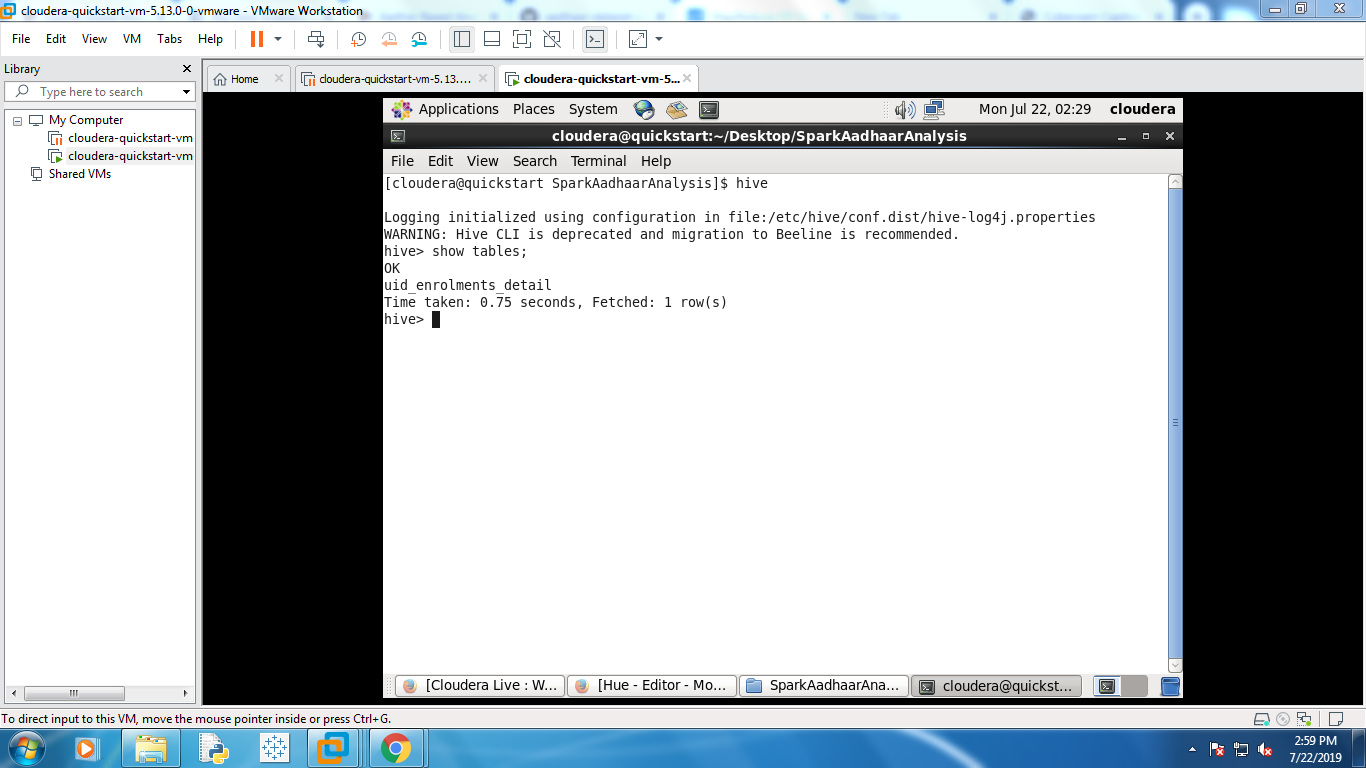 cloudera-quickstart-vm-5.13.0-0-vmware - VMware Workstation
File Edit View VM Tabs Help
Library
Type here to search
My Computer
cloudera-quickstart-vm
cloudera-quickstart-vm
Shared VMs
Home
cloudera-quickstart-vm-5.13....
cloudera-quickstart-vm-5...
Applications Places System
Mon Jul 22, 02:29 cloudera
cloudera@quickstart:~/Desktop/SparkAadhaarAnalysis
File Edit View Search Terminal Help
[cloudera@quickstart SparkAadhaarAnalysis]$ hive
Logging initialized using configuration in file:/etc/hive/conf.dist/hive-log4j.properties
WARNING: Hive CLI is deprecated and migration to Beeline is recommended.
hive> show tables;
OK
uid_enrolments_detail
Time taken: 0.75 seconds, Fetched: 1 row(s)
hive>
[Cloudera Live : W... [Hue - Editor - Mo... SparkAadhaarAna... cloudera@quickst...
To direct input to this VM, move the mouse pointer inside or press Ctrl+G.
2:59 PM
7/22/2019